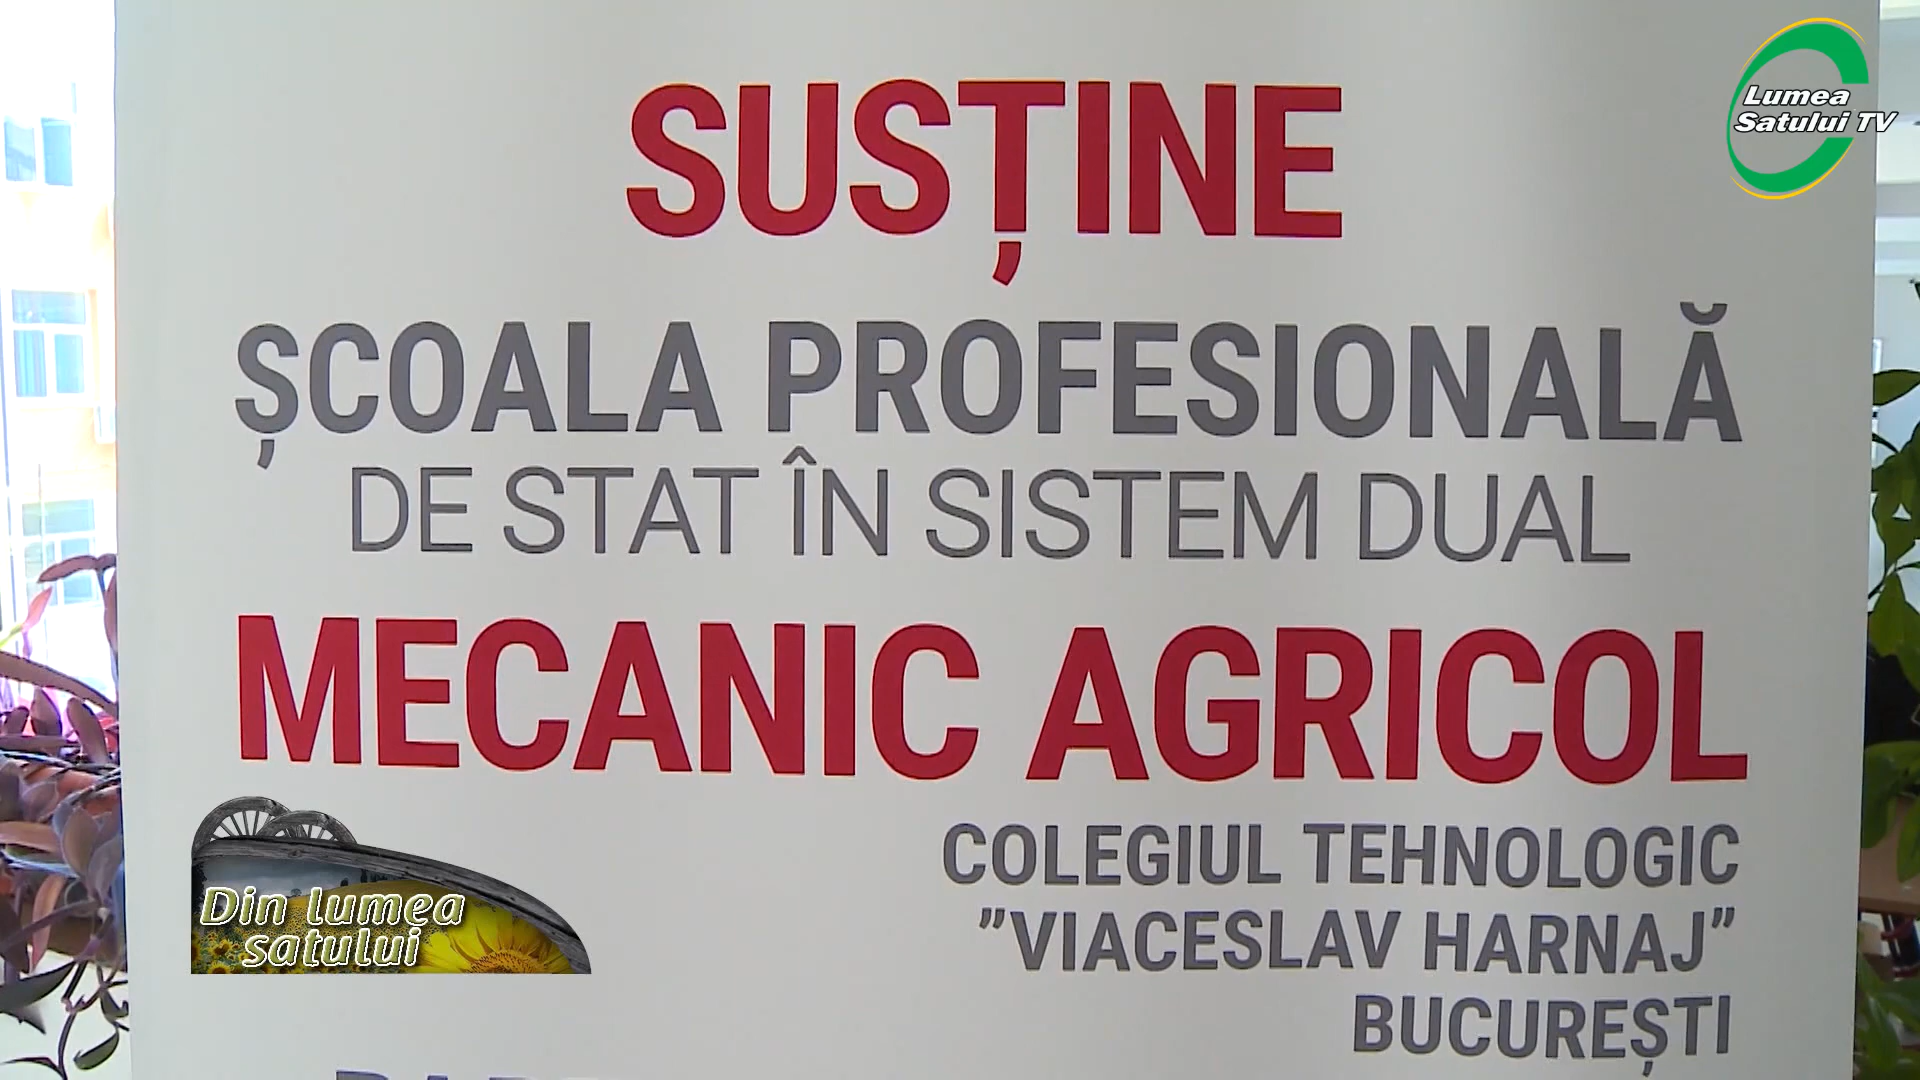 Lumea
Satului TV
SUSȚINE
ȘCOALA PROFESIONALĂ
DE STAT ÎN SISTEM DUAL
MECANIC AGRICOL
COLEGIUL TEHNOLOGIC
”VIACESLAV HARNAJ”
BUCUREȘTI
Din lumea
satului